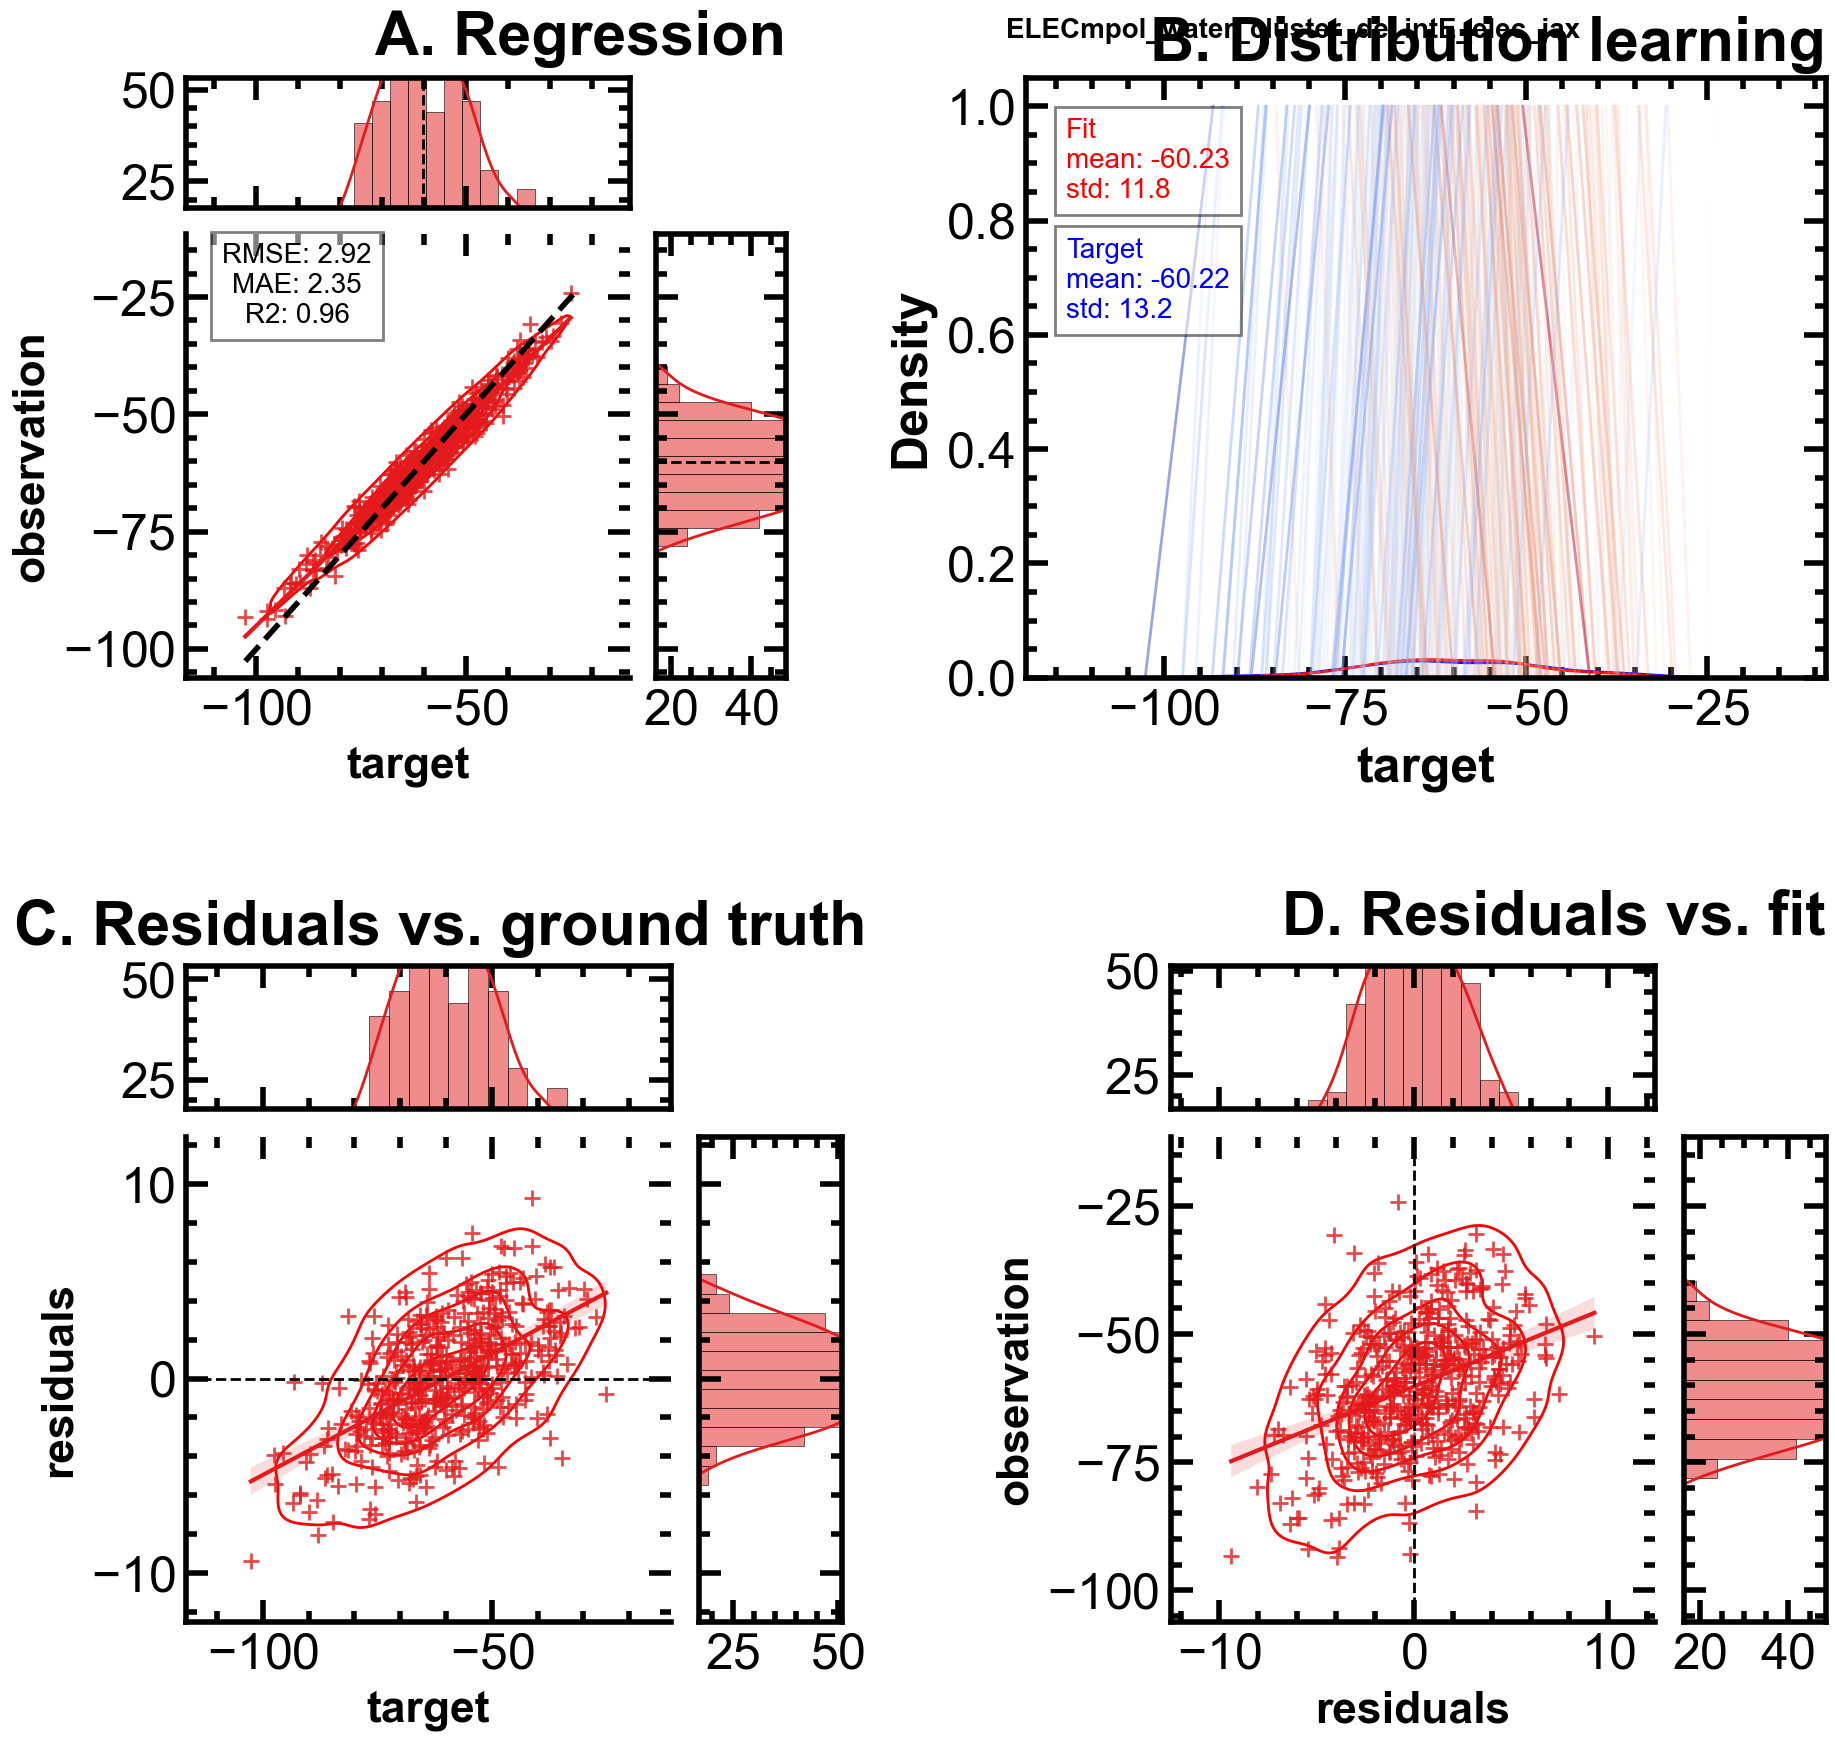 A. Regression
ELECmpol_water_cluster_del_intE_elec_jax
B. Distribution learning
50
25
RMSE: 2.92
MAE: 2.35
R2: 0.96
−25
−50
−75
−100
observation
−100
−50
20
40
target
Fit
mean: -60.23
std: 11.8
Target
mean: -60.22
std: 13.2
1.0
0.8
0.6
0.4
0.2
0.0
Density
−100
−75
−50
−25
target
C. Residuals vs. ground truth
50
25
10
0
−10
residuals
−100
−50
25
50
target
D. Residuals vs. fit
50
25
−25
−50
−75
−100
observation
−10
0
10
20
40
residuals